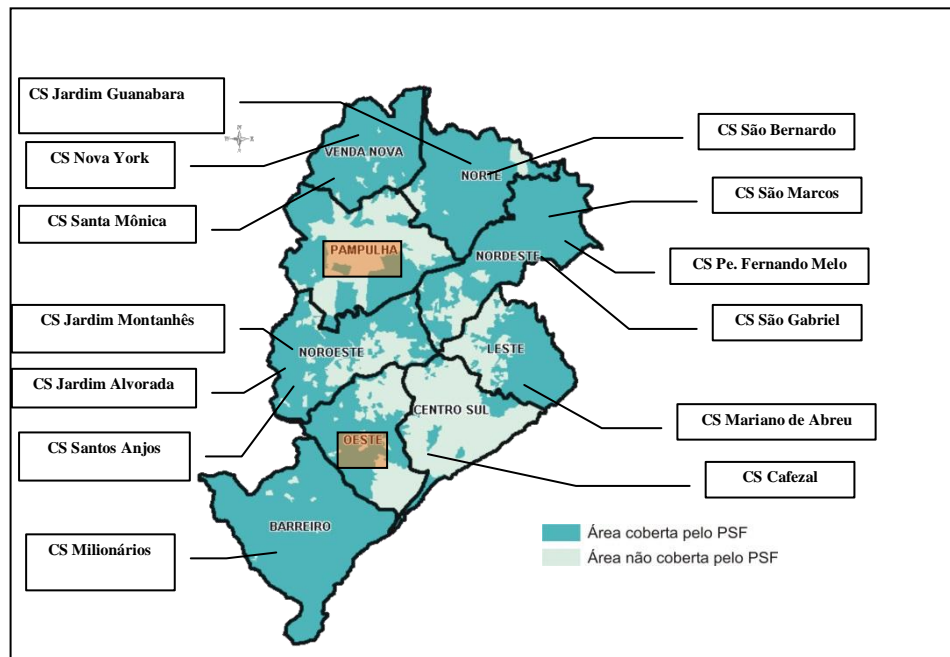 CS Jardim Guanabara
CS São Bernardo
CS Nova York
VENDA NOVA
NORTE
CS São Marcos
CS Santa Mônica
PAMPULHA
NORDESTE
CS Pe. Fernando Melo
CS Jardim Montanhês
CS São Gabriel
NOROESTE
LESTE
CS Jardim Alvorada
CENTRO SUL
CS Mariano de Abreu
CS Santos Anjos
OESTE
CS Cafezal
BARREIRO
CS Milionários
Área coberta pelo PSF
Área não coberta pelo PSF